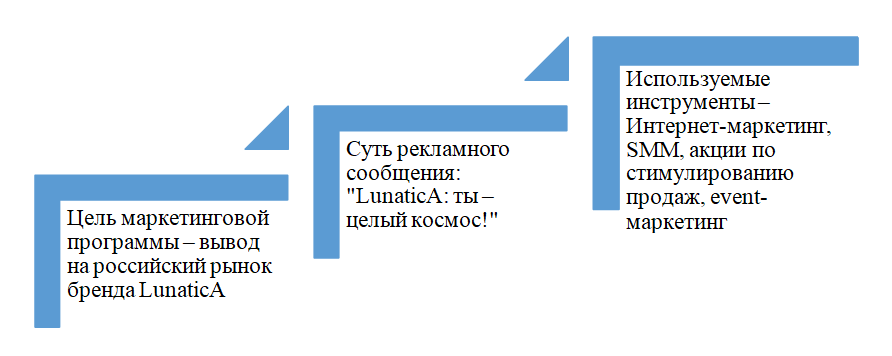 Цель маркетинговой
программы – вывод
на российский рынок
бренда LunaticA
Суть рекламного
сообщения:
"LunaticA: ты –
целый космос!"
Используемые
инструменты –
Интернет-маркетинг,
SMM, акции по
стимулированию
продаж, event-
маркетинг